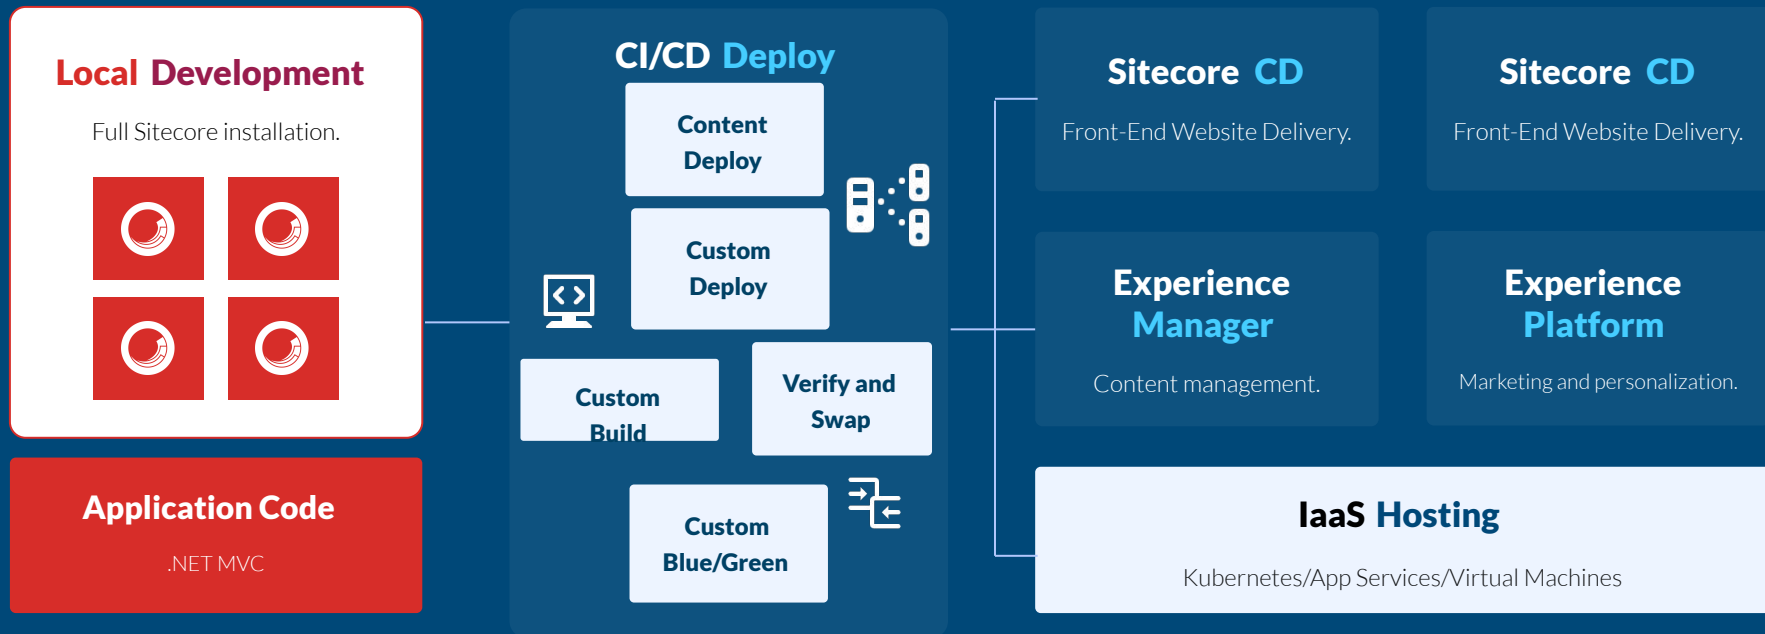 Local Development
Full Sitecore installation.
Application Code
.NET MVC
CI/CD Deploy
Content
Deploy
Custom
Deploy
Custom
Build
Verify and
Swap
Custom
Blue/Green
Sitecore CD
Front-End Website Delivery.
Sitecore CD
Front-End Website Delivery.
Experience
Manager
Content management.
Experience
Platform
Marketing and personalization.
IaaS Hosting
Kubernetes/App Services/Virtual Machines